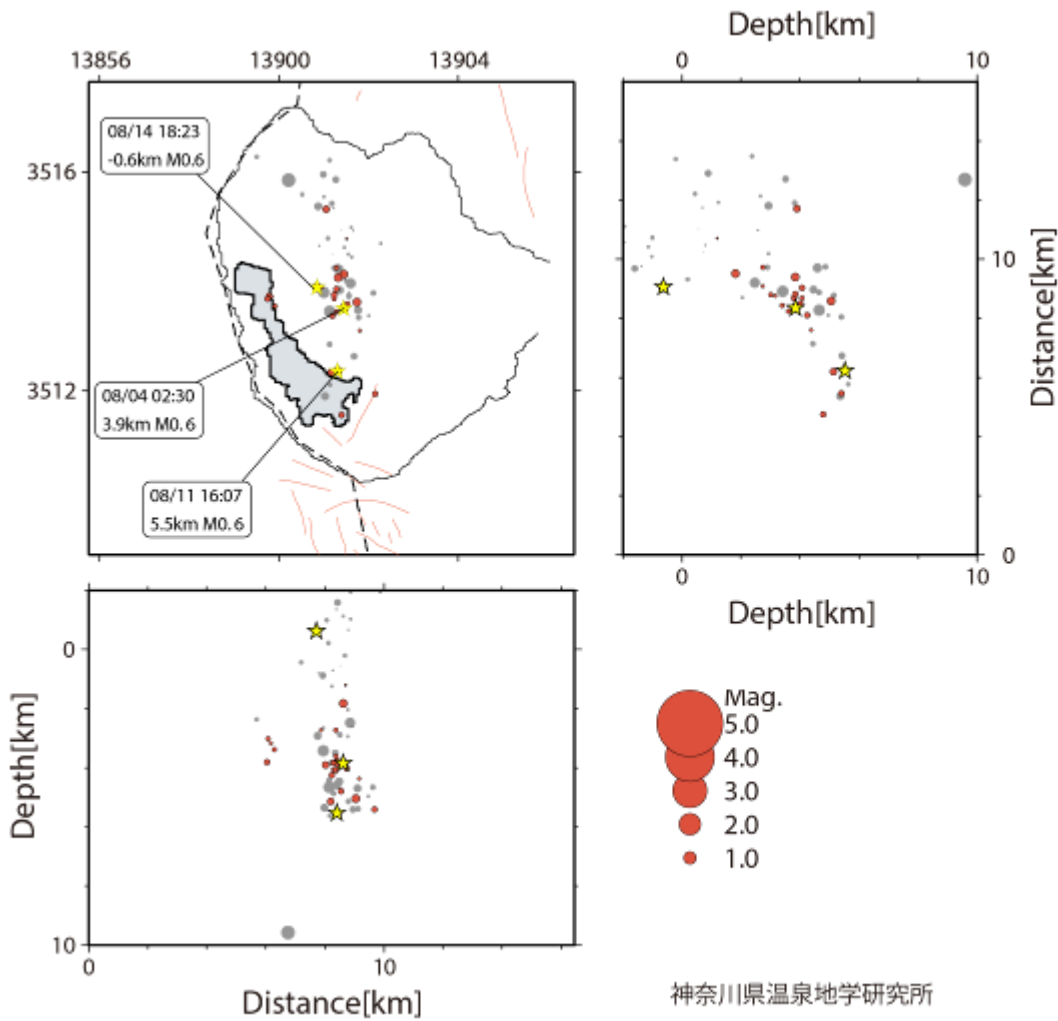 Depth[km]
13856 13900 13904
0 10
08/14 18:23
-0.6km M0.6
3516
10
Distance[km]
3512
08/04 02:30
3.9km M0.6
08/11 16:07
5.5km M0.6
0
0 10
Depth[km]
0
Depth[km]
10
0 10
Distance[km]
Mag.
5.0
4.0
3.0
2.0
1.0
神奈川県温泉地学研究所